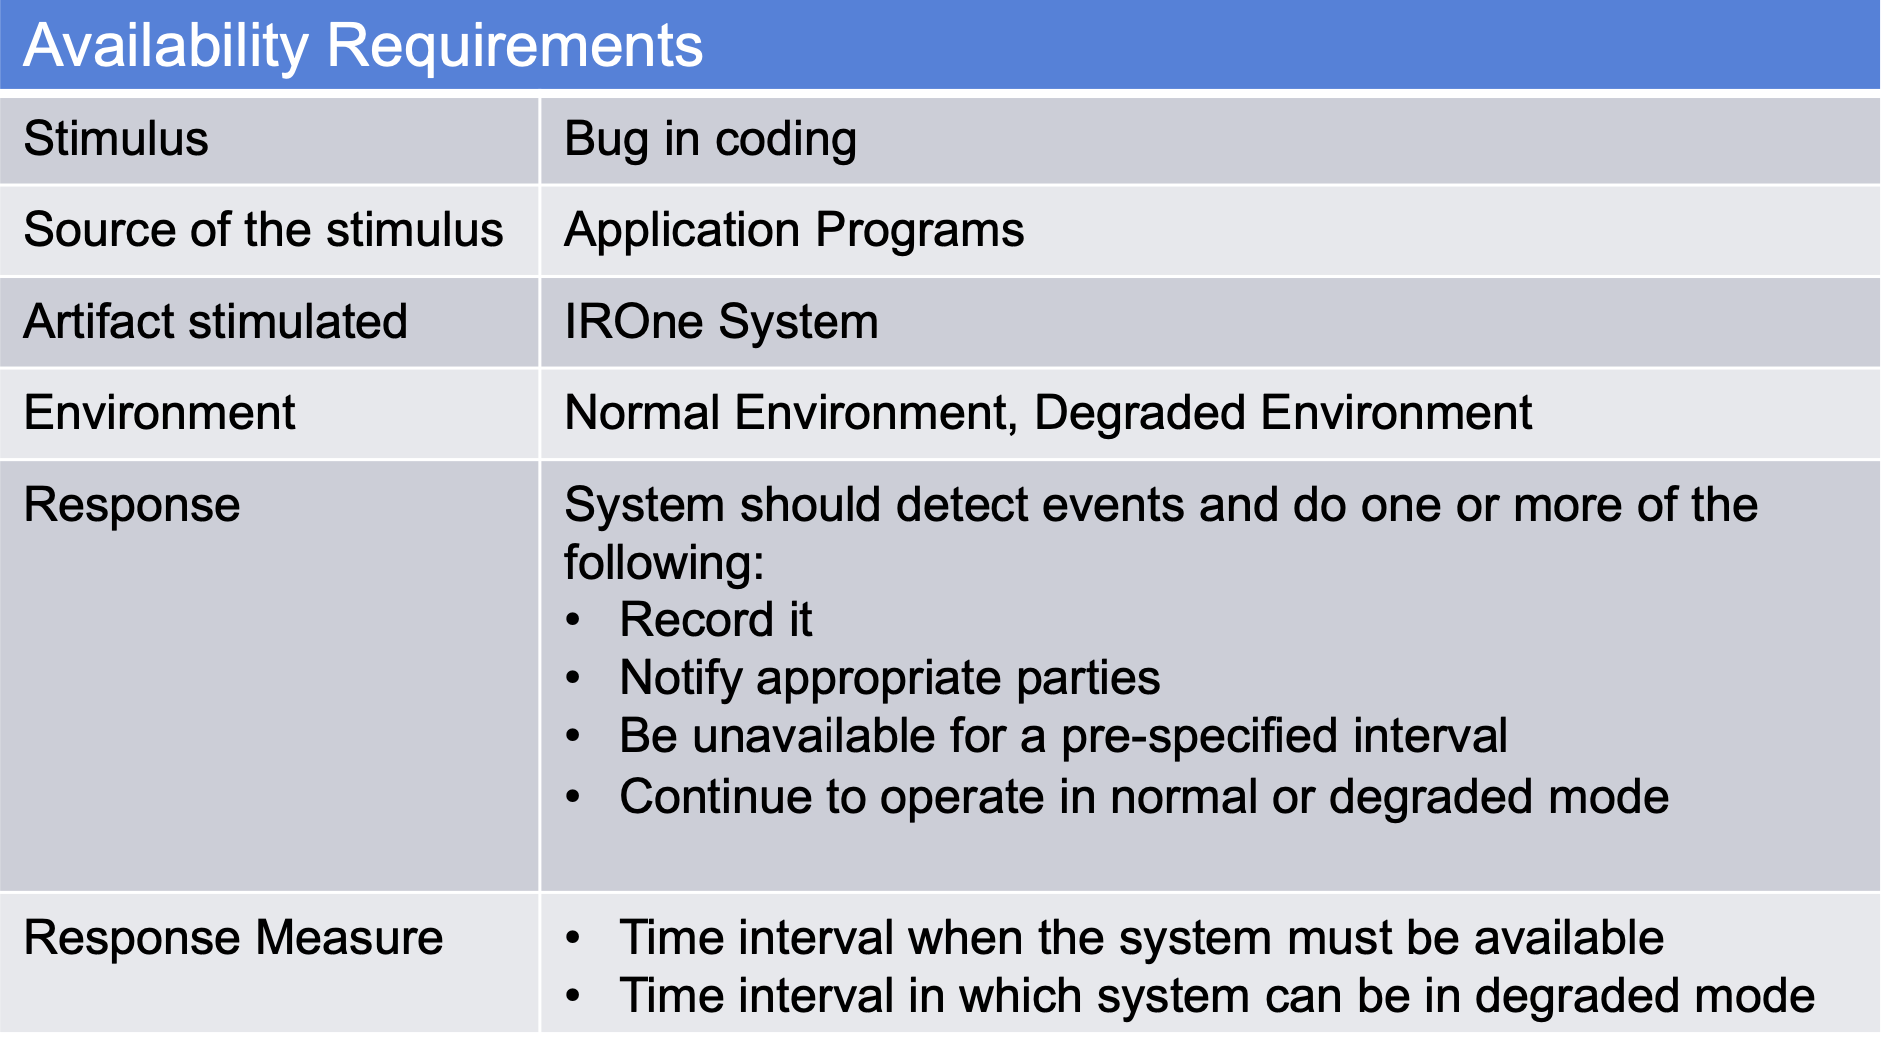 Availability Requirements
Stimulus
Bug in coding
Source of the stimulus
Application Programs
Artifact stimulated
IROne System
Environment
Normal Environment, Degraded Environment
Response
System should detect events and do one or more of the
following:
• Record it
• Notify appropriate parties
• Be unavailable for a pre-specified interval
• Continue to operate in normal or degraded mode
Response Measure
• Time interval when the system must be available
• Time interval in which system can be in degraded mode